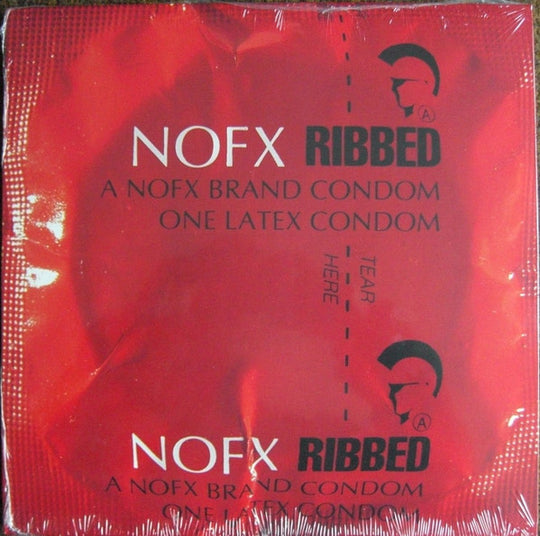 Ⓐ
NOFX RIBBED
A NOFX BRAND CONDOM
ONE LATEX CONDOM
TEAR
HERE
Ⓐ
NOFX RIBBED
A NOFX BRAND CONDOM
ONE LATEX CONDOM